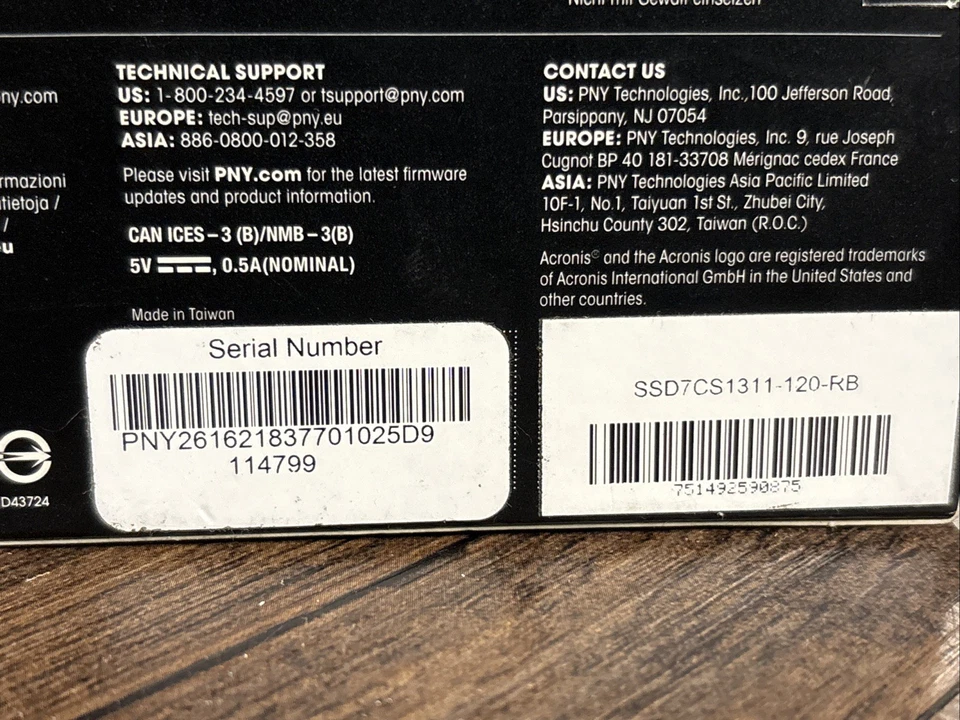 Nicht mit Gewalt einsetzen
ny.com
rmazioni
tietoja /
/
u
D43724
TECHNICAL SUPPORT
US: 1-800-234-4597 or tsupport@pny.com
EUROPE: tech-sup@pny.eu
ASIA: 886-0800-012-358
Please visit PNY.com for the latest firmware
updates and product information.
CAN ICES-3 (B)/NMB-3(B)
5V ⎓, 0.5A(NOMINAL)
Made in Taiwan
Serial Number
PNY261621837701025D9
114799
CONTACT US
US: PNY Technologies, Inc.,100 Jefferson Road,
Parsippany, NJ 07054
EUROPE: PNY Technologies, Inc. 9, rue Joseph
Cugnot BP 40 181-33708 Mérignac cedex France
ASIA: PNY Technologies Asia Pacific Limited
10F-1, No.1, Taiyuan 1st St., Zhubei City,
Hsinchu County 302, Taiwan (R.O.C.)
Acronis® and the Acronis logo are registered trademarks
of Acronis International GmbH in the United States and
other countries.
SSD7CS1311-120-RB
751492590875